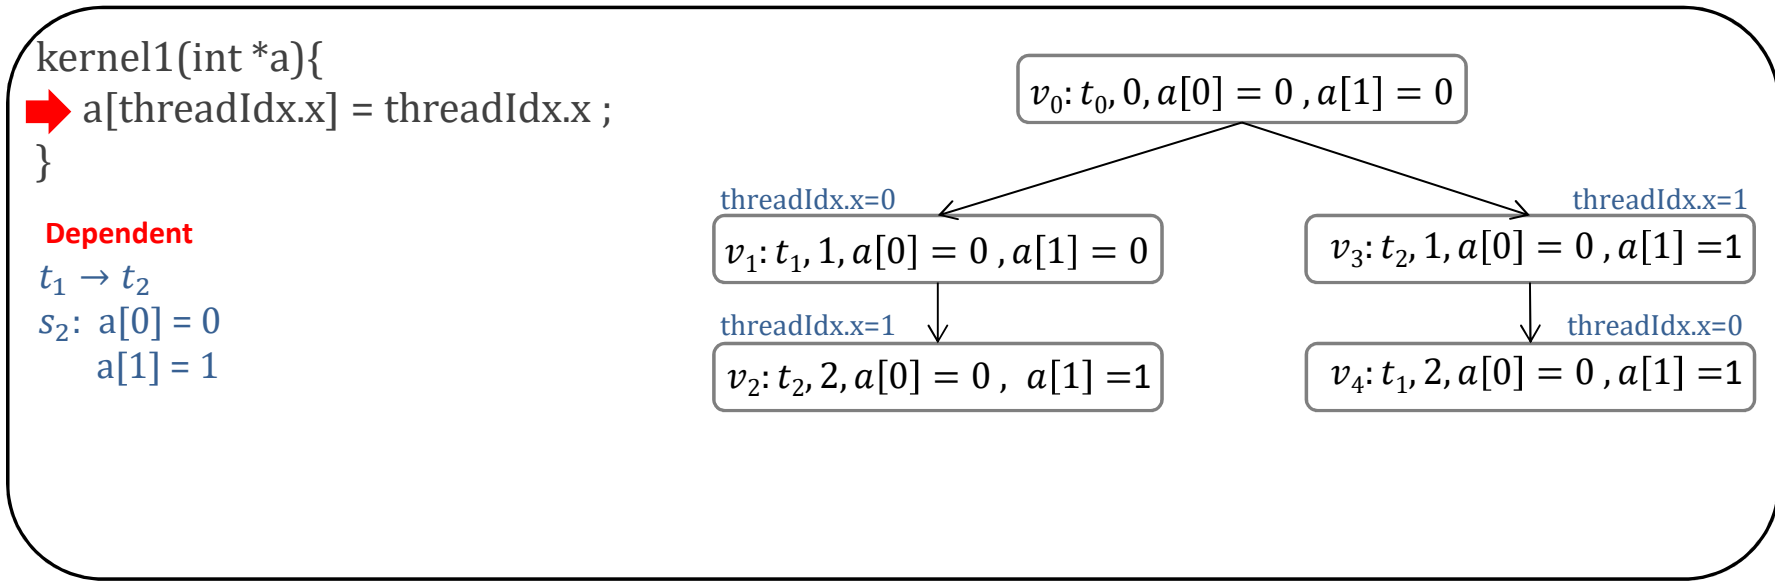 kernel1(int *a){
a[threadIdx.x] = threadIdx.x ;
}
Dependent
t₁ → t₂
s₂: a[0] = 0
a[1] = 1
v₀: t₀, 0, a[0] = 0 , a[1] = 0
threadIdx.x=0
threadIdx.x=1
v₁: t₁, 1, a[0] = 0 , a[1] = 0
v₃: t₂, 1, a[0] = 0 , a[1] =1
threadIdx.x=1
threadIdx.x=0
v₂: t₂, 2, a[0] = 0 , a[1] =1
v₄: t₁, 2, a[0] = 0 , a[1] =1